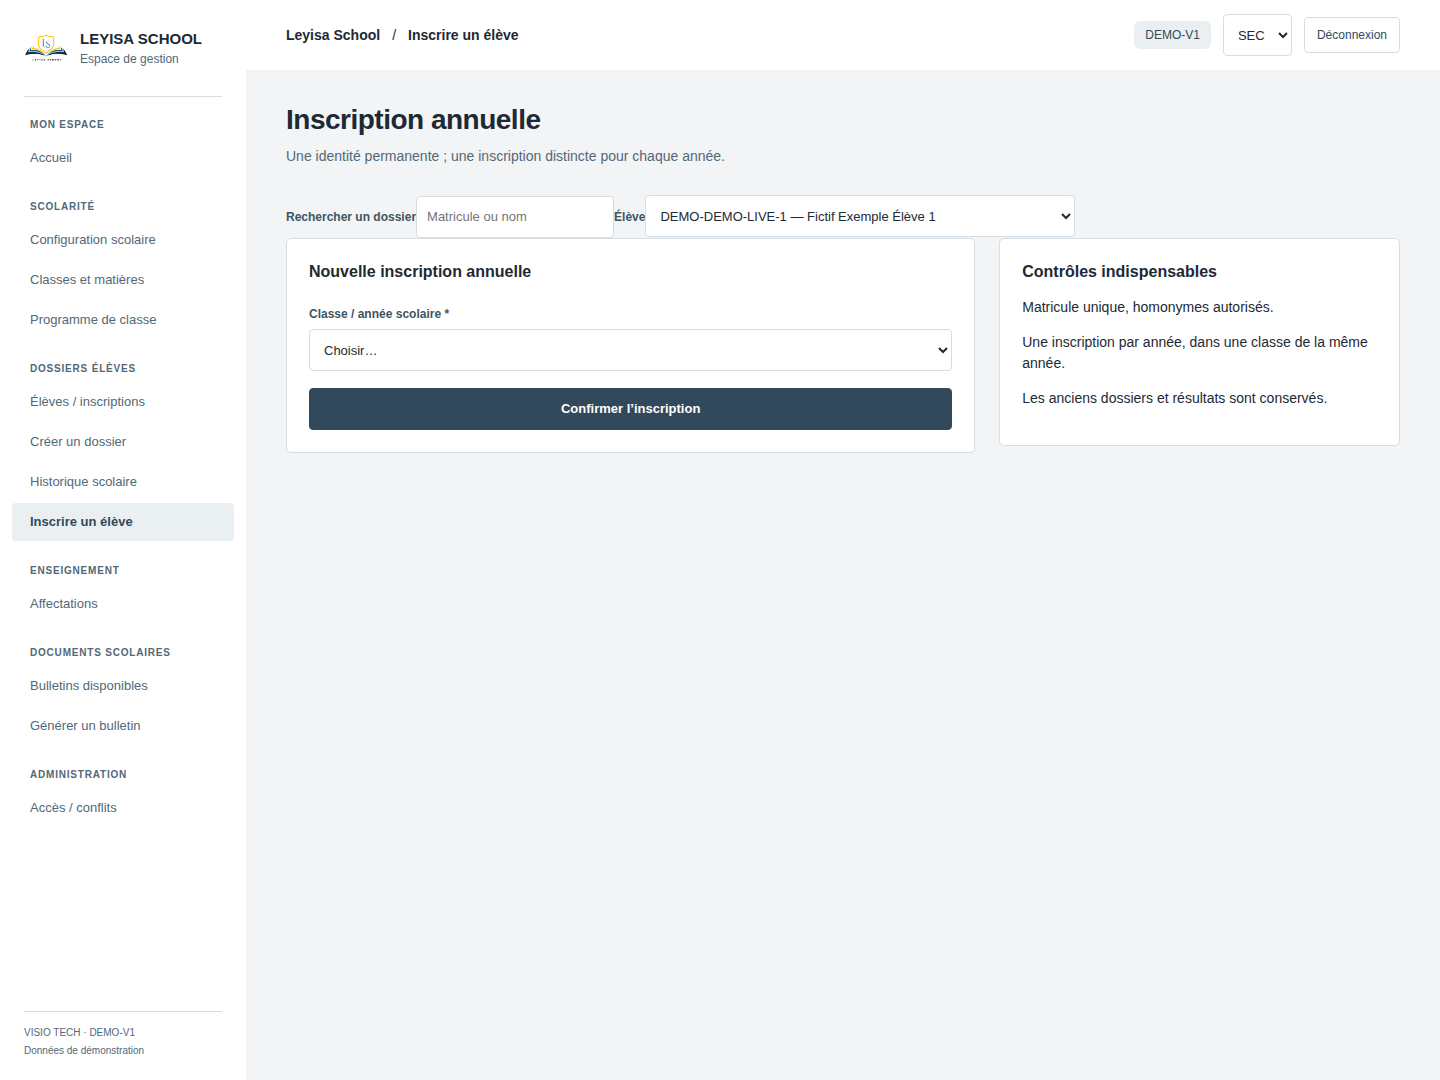 LEYISA SCHOOL
Espace de gestion
MON ESPACE
Accueil
SCOLARITÉ
Configuration scolaire
Classes et matières
Programme de classe
DOSSIERS ÉLÈVES
Élèves / inscriptions
Créer un dossier
Historique scolaire
Inscrire un élève
ENSEIGNEMENT
Affectations
DOCUMENTS SCOLAIRES
Bulletins disponibles
Générer un bulletin
ADMINISTRATION
Accès / conflits
VISIO TECH · DEMO-V1
Données de démonstration
Leyisa School / Inscrire un élève
DEMO-V1
SEC
Déconnexion
Inscription annuelle
Une identité permanente ; une inscription distincte pour chaque année.
Rechercher un dossier Matricule ou nom Élève DEMO-DEMO-LIVE-1 — Fictif Exemple Élève 1
Nouvelle inscription annuelle
Classe / année scolaire *
Choisir…
Confirmer l’inscription
Contrôles indispensables
Matricule unique, homonymes autorisés.
Une inscription par année, dans une classe de la même
année.
Les anciens dossiers et résultats sont conservés.